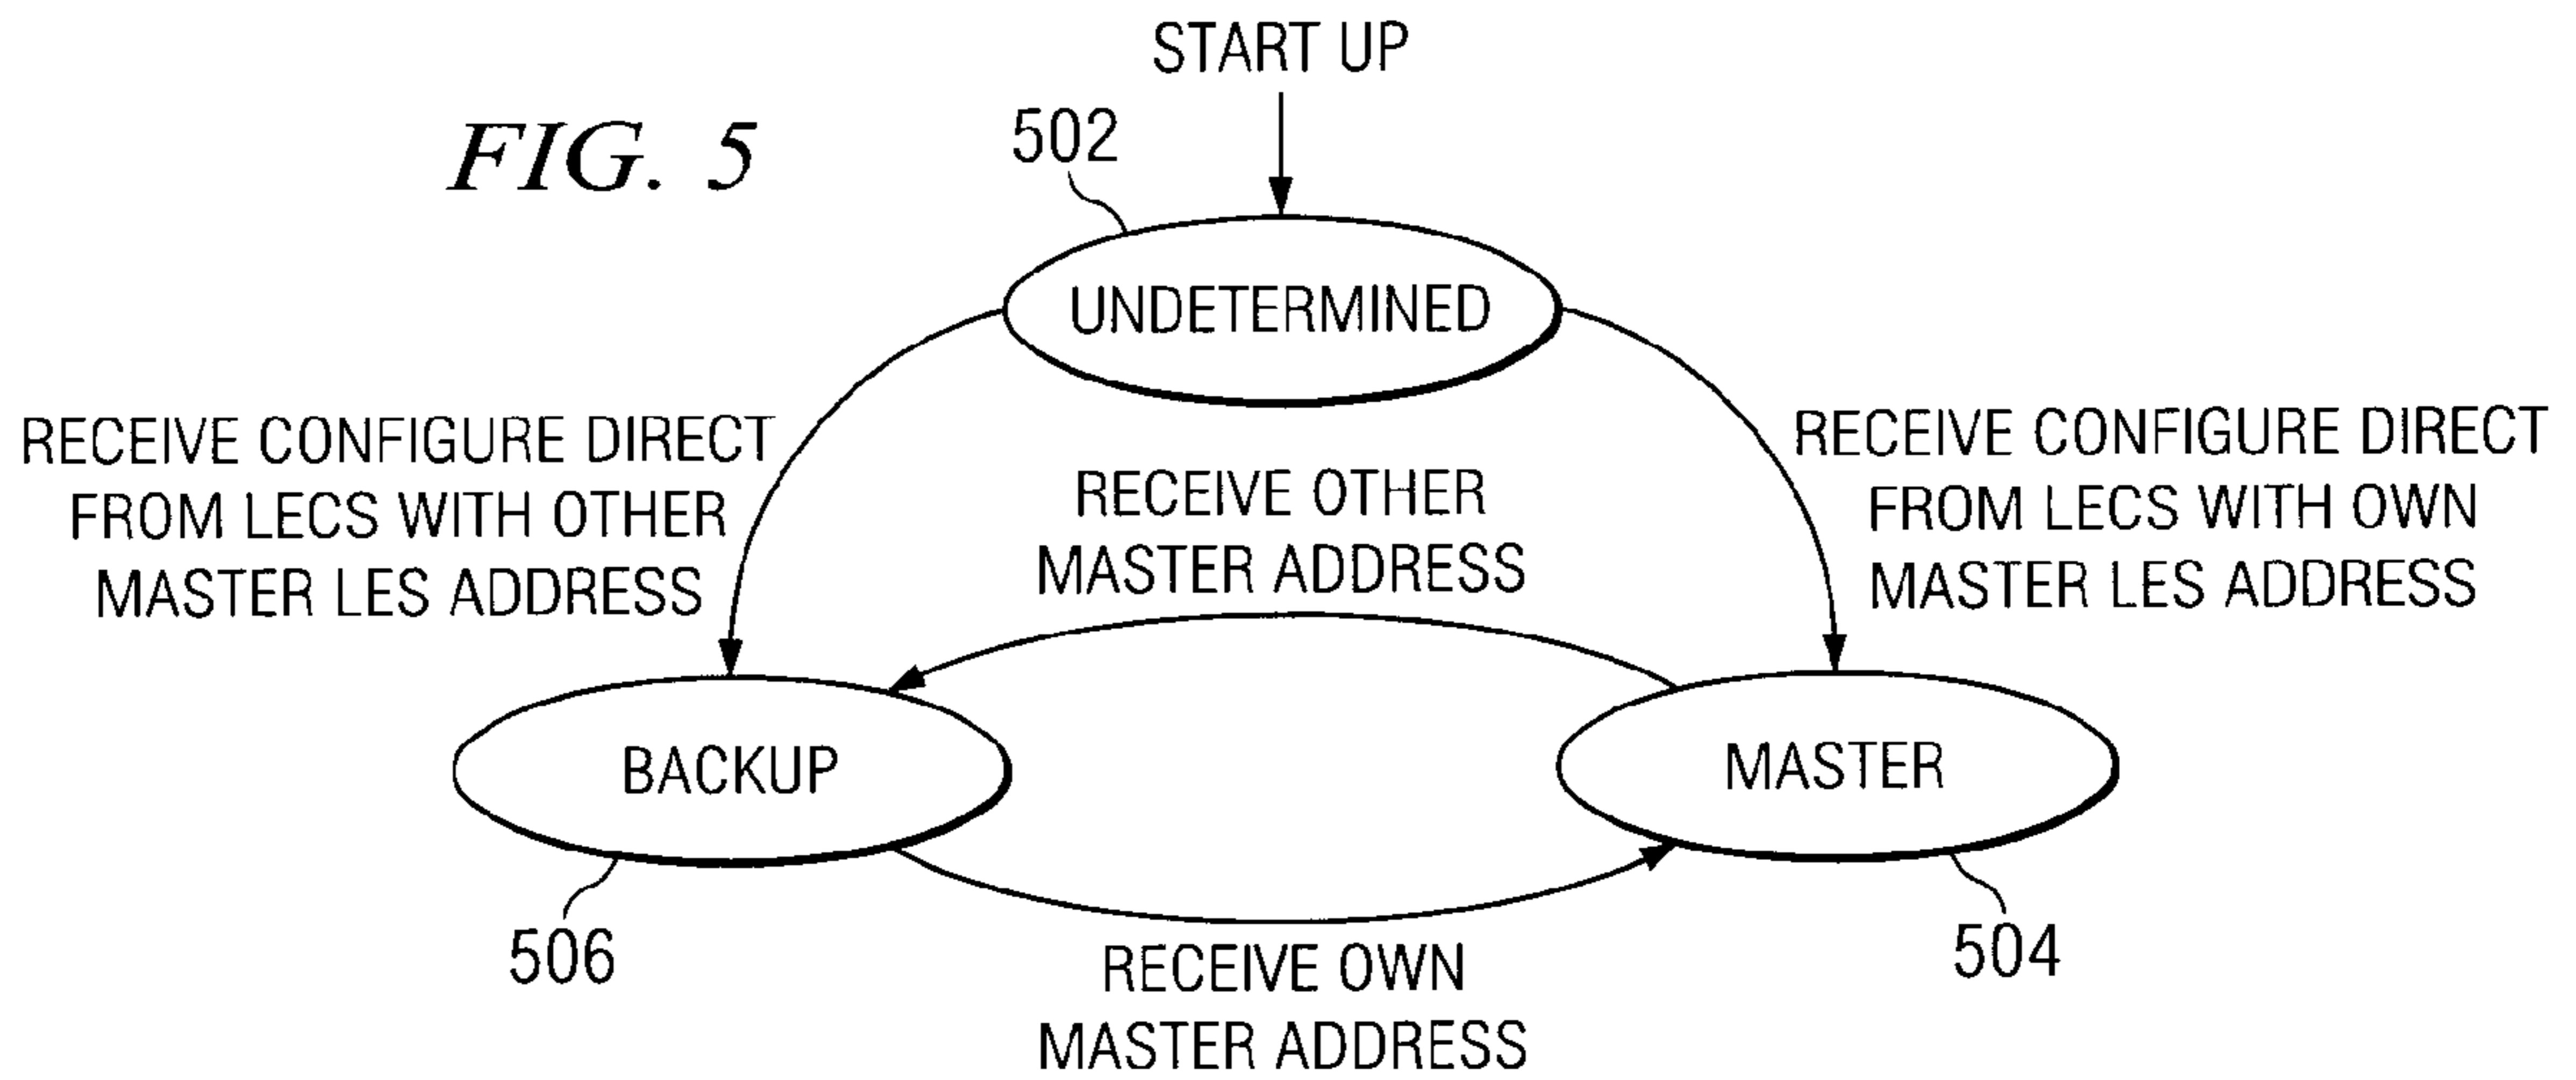 START UP
FIG. 5
502
UNDETERMINED
RECEIVE CONFIGURE DIRECT
FROM LECS WITH OTHER
MASTER LES ADDRESS
RECEIVE OTHER
MASTER ADDRESS
RECEIVE CONFIGURE DIRECT
FROM LECS WITH OWN
MASTER LES ADDRESS
BACKUP
MASTER
506
504
RECEIVE OWN
MASTER ADDRESS